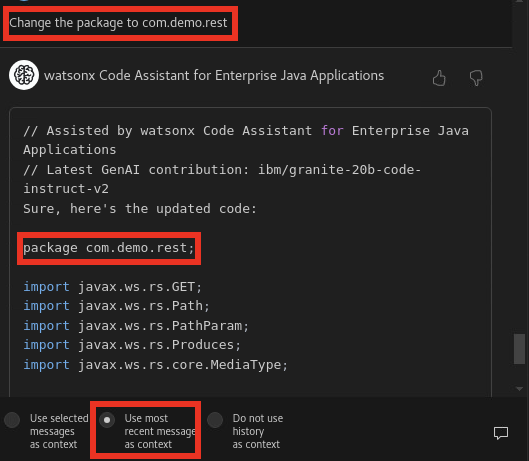 Change the package to com.demo.rest
watsonx Code Assistant for Enterprise Java Applications
// Assisted by watsonx Code Assistant for Enterprise Java
Applications
// Latest GenAI contribution: ibm/granite-20b-code-
instruct-v2
Sure, here's the updated code:
package com.demo.rest;
import javax.ws.rs.GET;
import javax.ws.rs.Path;
import javax.ws.rs.PathParam;
import javax.ws.rs.Produces;
import javax.ws.rs.core.MediaType;
Use selected
messages
as context
Use most
recent message
as context
Do not use
history
as context